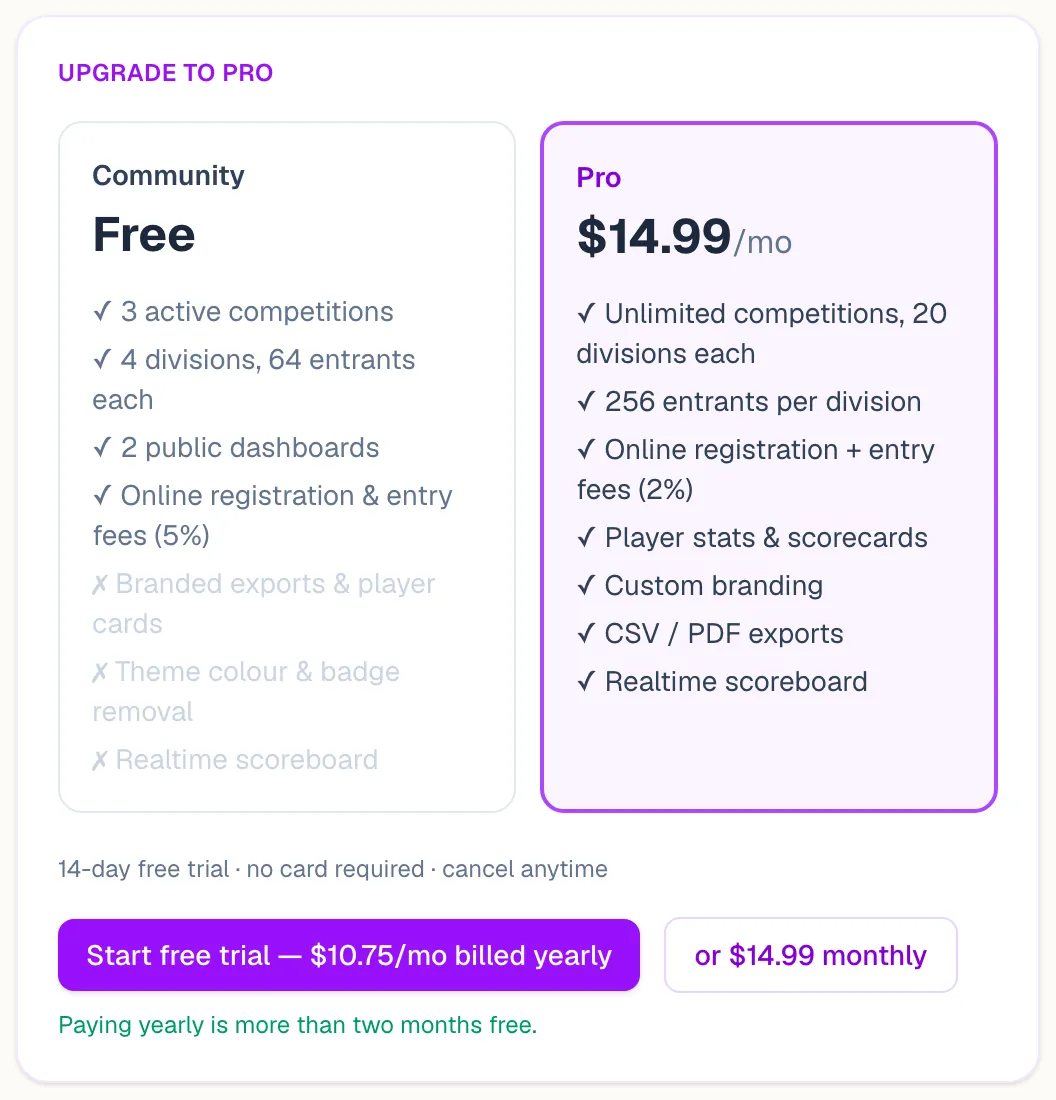 UPGRADE TO PRO
Community
Free
✓ 3 active competitions
✓ 4 divisions, 64 entrants
each
✓ 2 public dashboards
✓ Online registration & entry
fees (5%)
✗ Branded exports & player
cards
✗ Theme colour & badge
removal
✗ Realtime scoreboard
Pro
$14.99/mo
✓ Unlimited competitions, 20
divisions each
✓ 256 entrants per division
✓ Online registration + entry
fees (2%)
✓ Player stats & scorecards
✓ Custom branding
✓ CSV / PDF exports
✓ Realtime scoreboard
14-day free trial · no card required · cancel anytime
Start free trial — $10.75/mo billed yearly
or $14.99 monthly
Paying yearly is more than two months free.